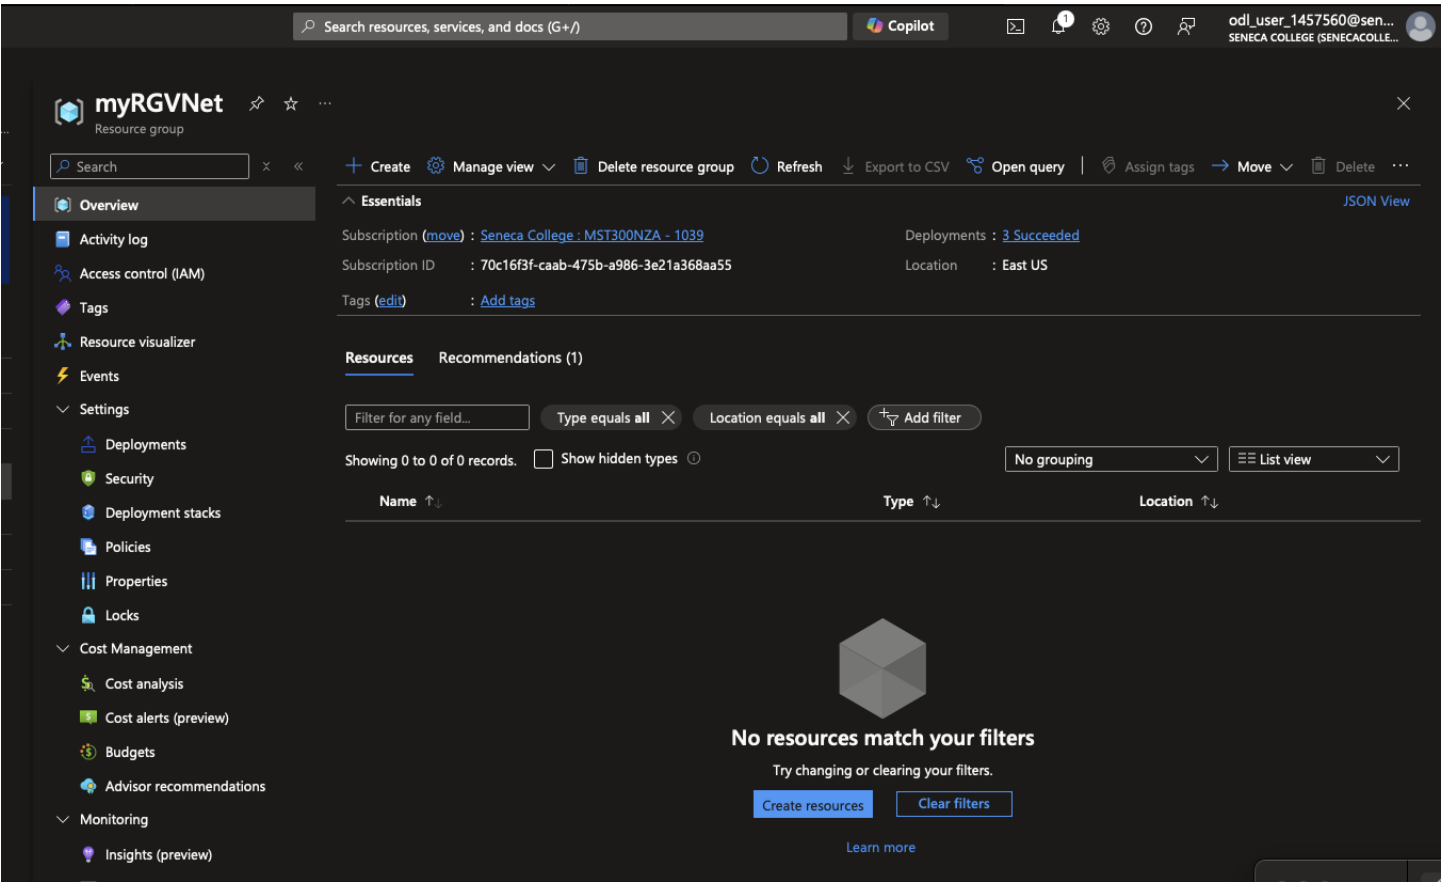 Search resources, services, and docs (G+/)
Copilot
1
odl_user_1457560@sen...
SENECA COLLEGE (SENECACOLLE...
myRGVNet
...
Resource group
Search
Create
Manage view
Delete resource group
Refresh
Export to CSV
Open query
Assign tags
Move
Delete
...
Overview
Activity log
Access control (IAM)
Tags
Resource visualizer
Events
Settings
Deployments
Security
Deployment stacks
Policies
Properties
Locks
Cost Management
Cost analysis
Cost alerts (preview)
Budgets
Advisor recommendations
Monitoring
Insights (preview)
Essentials
JSON View
Subscription (move) : Seneca College : MST300NZA - 1039
Deployments : 3 Succeeded
Subscription ID : 70c16f3f-caab-475b-a986-3e21a368aa55
Location : East US
Tags (edit) : Add tags
Resources
Recommendations (1)
Filter for any field...
Type equals all
Location equals all
Add filter
Showing 0 to 0 of 0 records.
Show hidden types
No grouping
List view
Name
Type
Location
No resources match your filters
Try changing or clearing your filters.
Create resources
Clear filters
Learn more